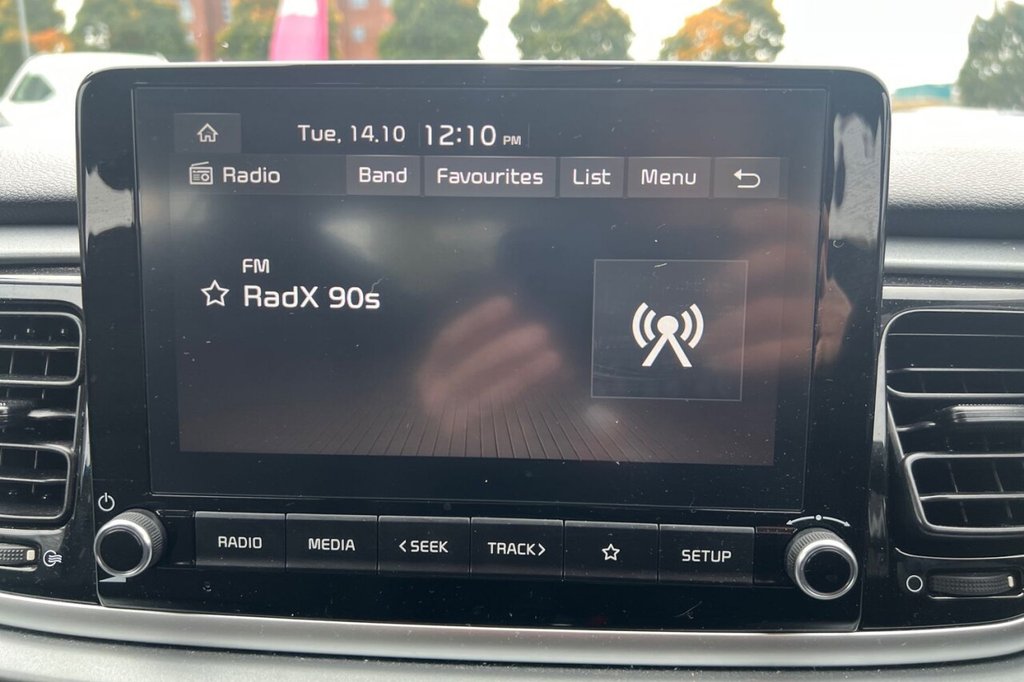 Tue, 14.10 12:10 PM
Radio Band Favourites List Menu
FM
RadX 90s
RADIO MEDIA <SEEK TRACK> SETUP